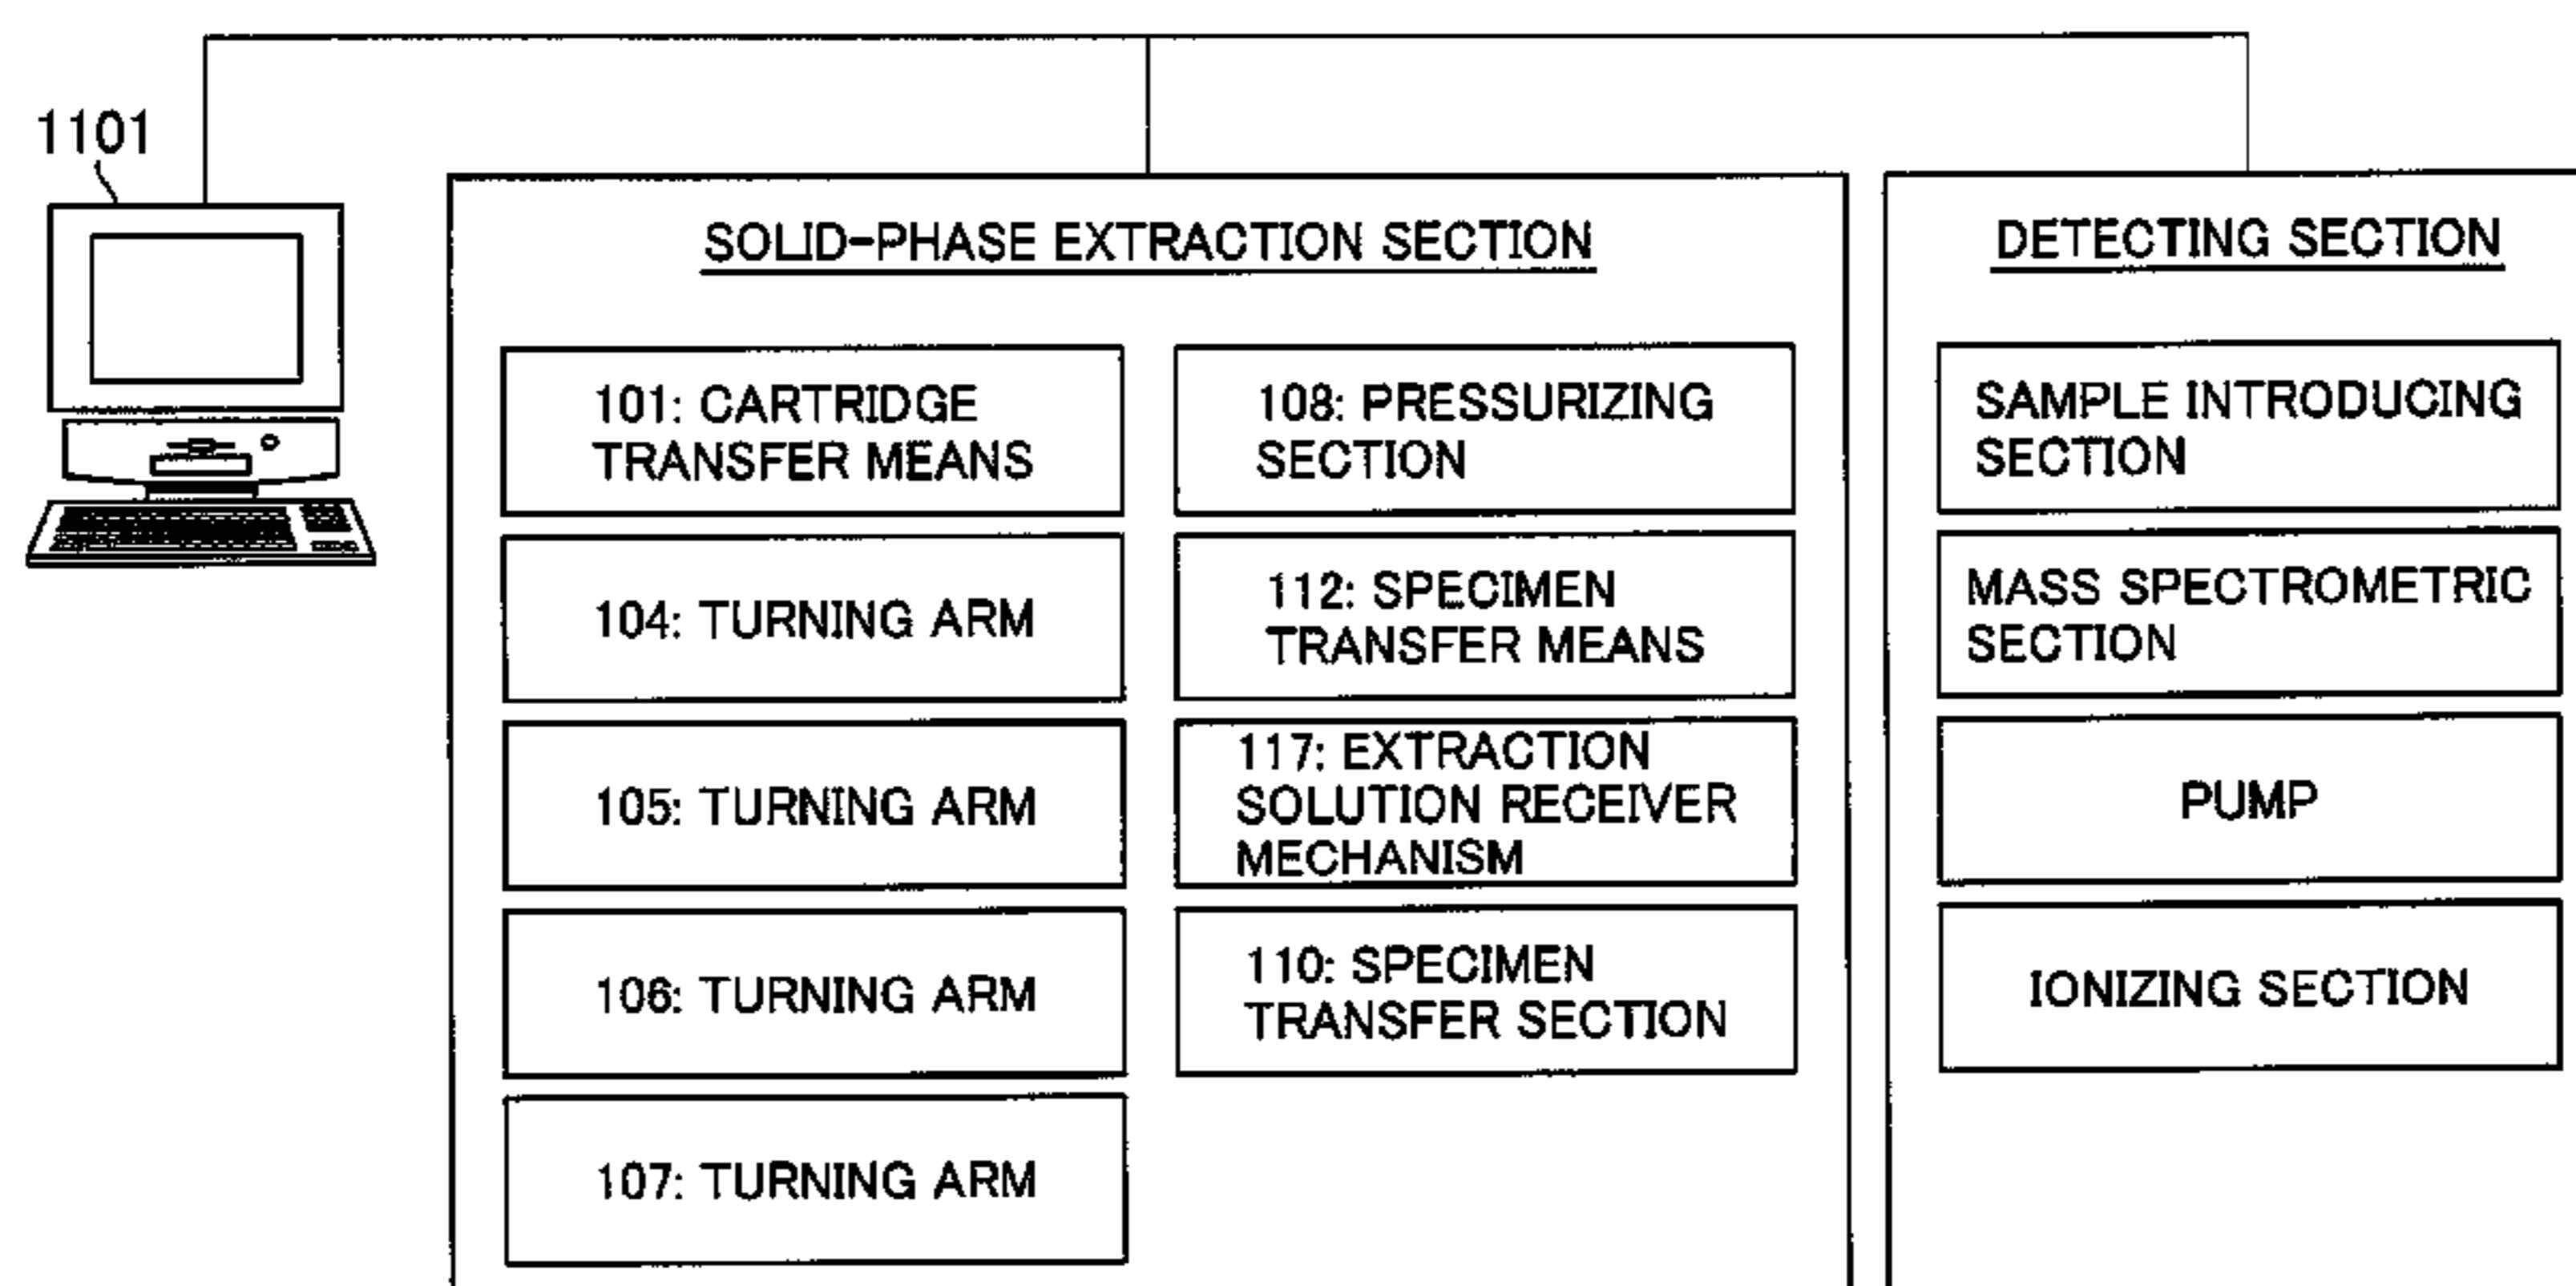 1101
SOLID-PHASE EXTRACTION SECTION
101: CARTRIDGE
TRANSFER MEANS
104: TURNING ARM
105: TURNING ARM
106: TURNING ARM
107: TURNING ARM
108: PRESSURIZING
SECTION
112: SPECIMEN
TRANSFER MEANS
117: EXTRACTION
SOLUTION RECEIVER
MECHANISM
110: SPECIMEN
TRANSFER SECTION
DETECTING SECTION
SAMPLE INTRODUCING
SECTION
MASS SPECTROMETRIC
SECTION
PUMP
IONIZING SECTION